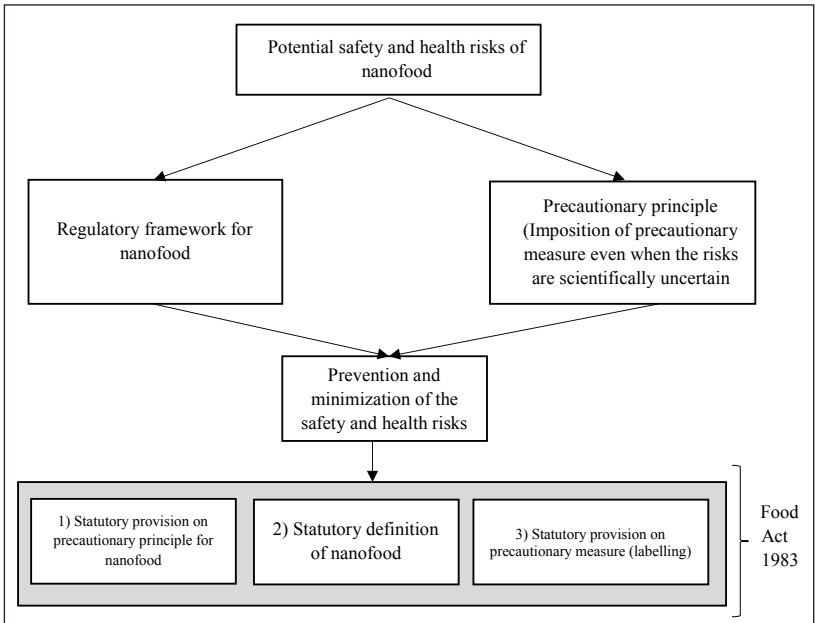 Potential safety and health risks of
nanofood
Regulatory framework for
nanofood
Precautionary principle
(Imposition of precautionary
measure even when the risks
are scientifically uncertain
Prevention and
minimization of the
safety and health risks
1) Statutory provision on
precautionary principle for
nanofood
2) Statutory definition
of nanofood
3) Statutory provision on
precautionary measure (labelling)
Food
Act
1983